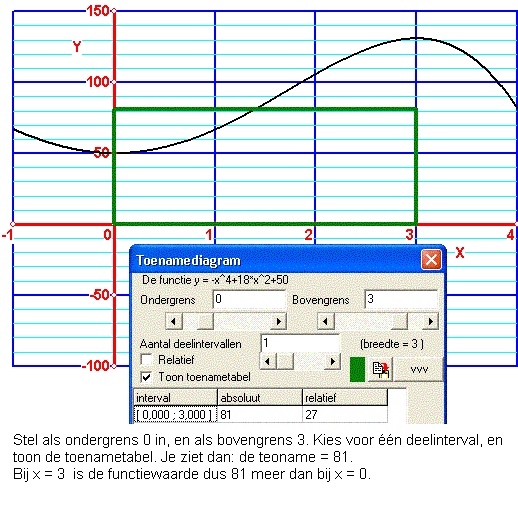 150
Y
100
50
0
-1
1
2
3
4
X
-50
-100
Toenamediagram
De functie y = -x^4+18*x^2+50
Ondergrens 0 Bovengrens 3
Aantal deelintervallen 1 (breedte = 3 )
Relatief
Toon toenametabel vvv
interval absoluut relatief
[ 0,000 ; 3,000 ] 81 27
Stel als ondergrens 0 in, en als bovengrens 3. Kies voor één deelinterval, en
toon de toenametabel. Je ziet dan: de teoname = 81.
Bij x = 3 is de functiewaarde dus 81 meer dan bij x = 0.